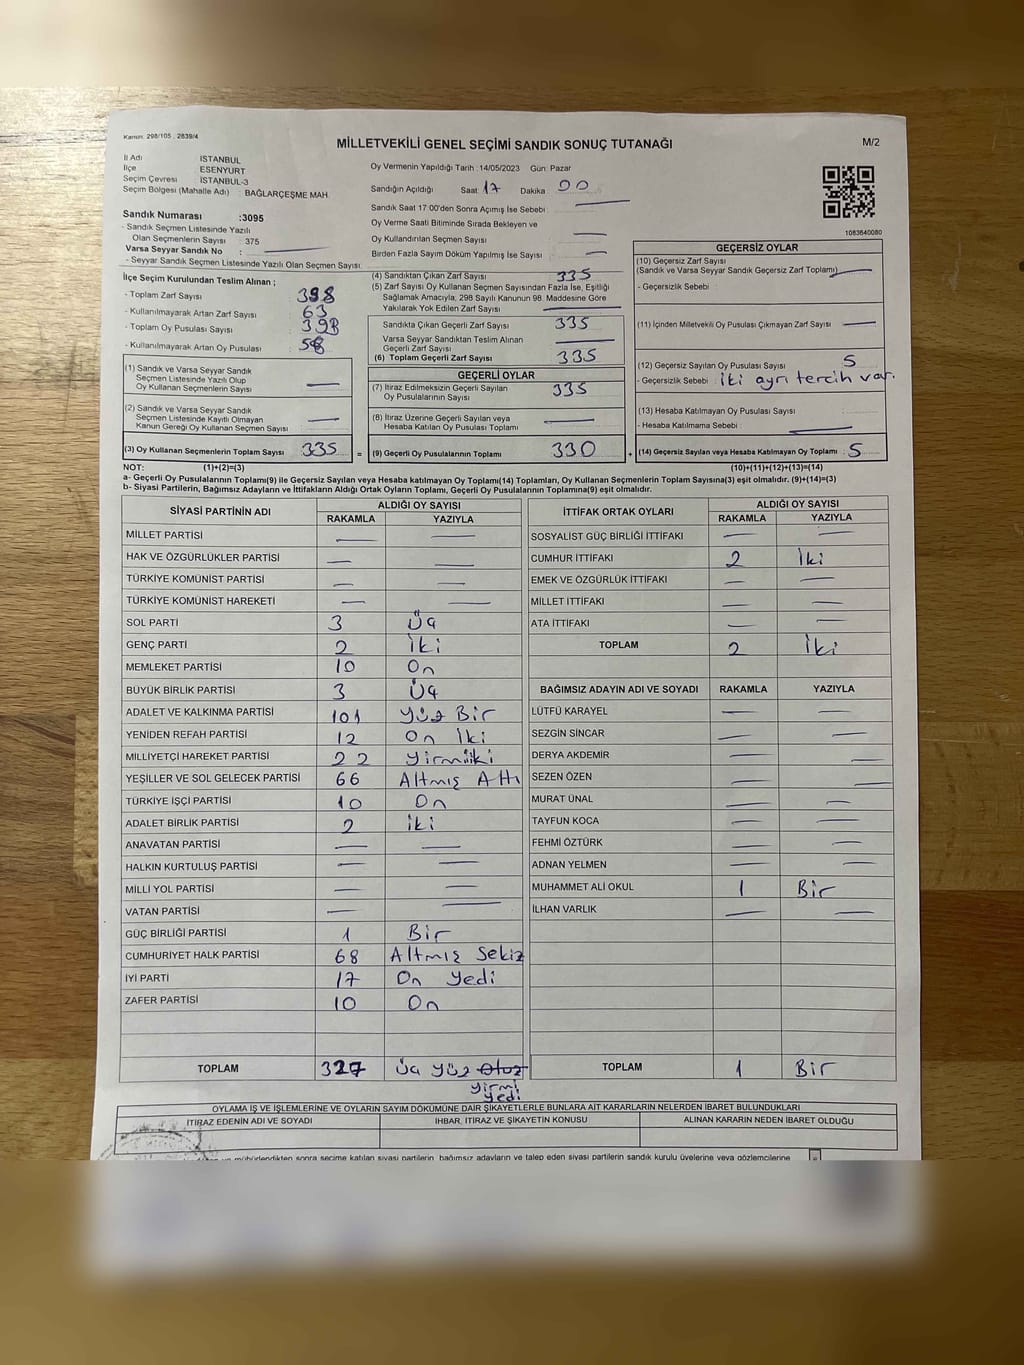 Kanun: 298/105 , 2839/4
MİLLETVEKİLİ GENEL SEÇİMİ SANDIK SONUÇ TUTANAĞI
M/2
İl Adı İSTANBUL
İlçe ESENYURT
Seçim Çevresi İSTANBUL-3
Seçim Bölgesi (Mahalle Adı) : BAĞLARÇEŞME MAH.
Sandık Numarası :3095
- Sandık Seçmen Listesinde Yazılı
Olan Seçmenlerin Sayısı : 375
Varsa Seyyar Sandık No :
- Seyyar Sandık Seçmen Listesinde Yazılı Olan Seçmen Sayısı:
Oy Vermenin Yapıldığı Tarih :14/05/2023 Gün: Pazar
Sandığın Açıldığı Saat 17 Dakika 00
Sandık Saat 17:00'den Sonra Açılmış İse Sebebi :
Oy Verme Saati Bitiminde Sırada Bekleyen ve
Oy Kullandırılan Seçmen Sayısı
Birden Fazla Sayım Döküm Yapılmış İse Sayısı
1083640080
İlçe Seçim Kurulundan Teslim Alınan ;
- Toplam Zarf Sayısı : 398
- Kullanılmayarak Artan Zarf Sayısı : 63
- Toplam Oy Pusulası Sayısı : 398
- Kullanılmayarak Artan Oy Pusulası : 58
(1) Sandık ve Varsa Seyyar Sandık
Seçmen Listesinde Yazılı Olup
Oy Kullanan Seçmenlerin Sayısı
(2) Sandık ve Varsa Seyyar Sandık
Seçmen Listesinde Kayıtlı Olmayan
Kanun Gereği Oy Kullanan Seçmen Sayısı
(3) Oy Kullanan Seçmenlerin Toplam Sayısı 335 =
(4) Sandıktan Çıkan Zarf Sayısı 335
(5) Zarf Sayısı Oy Kullanan Seçmen Sayısından Fazla İse, Eşitliği
Sağlamak Amacıyla, 298 Sayılı Kanunun 98. Maddesine Göre
Yakılarak Yok Edilen Zarf Sayısı
Sandıkta Çıkan Geçerli Zarf Sayısı 335
Varsa Seyyar Sandıktan Teslim Alınan
Geçerli Zarf Sayısı
(6) Toplam Geçerli Zarf Sayısı 335
GEÇERLİ OYLAR
(7) İtiraz Edilmeksizin Geçerli Sayılan
Oy Pusulalarının Sayısı 335
(8) İtiraz Üzerine Geçerli Sayılan veya
Hesaba Katılan Oy Pusulası Toplamı
(9) Geçerli Oy Pusulalarının Toplamı 330 +
GEÇERSİZ OYLAR
(10) Geçersiz Zarf Sayısı
(Sandık ve Varsa Seyyar Sandık Geçersiz Zarf Toplamı)
- Geçersizlik Sebebi :
(11) İçinden Milletvekili Oy Pusulası Çıkmayan Zarf Sayısı
(12) Geçersiz Sayılan Oy Pusulası Sayısı 5
- Geçersizlik Sebebi : iki ayrı tercih var.
(13) Hesaba Katılmayan Oy Pusulası Sayısı
- Hesaba Katılmama Sebebi :
(14) Geçersiz Sayılan veya Hesaba Katılmayan Oy Toplamı : 5
NOT: (1)+(2)=(3) (10)+(11)+(12)+(13)=(14)
a- Geçerli Oy Pusulalarının Toplamı(9) ile Geçersiz Sayılan veya Hesaba katılmayan Oy Toplamı(14) Toplamları, Oy Kullanan Seçmenlerin Toplam Sayısına(3) eşit olmalıdır. (9)+(14)=(3)
b- Siyasi Partilerin, Bağımsız Adayların ve İttifakların Aldığı Ortak Oyların Toplamı, Geçerli Oy Pusulalarının Toplamına(9) eşit olmalıdır.
SİYASİ PARTİNİN ADI ALDIĞI OY SAYISI
RAKAMLA YAZIYLA
MİLLET PARTİSİ
HAK VE ÖZGÜRLÜKLER PARTİSİ
TÜRKİYE KOMÜNİST PARTİSİ
TÜRKİYE KOMÜNİST HAREKETİ
SOL PARTİ 3 Üç
GENÇ PARTİ 2 İki
MEMLEKET PARTİSİ 10 On
BÜYÜK BİRLİK PARTİSİ 3 Üç
ADALET VE KALKINMA PARTİSİ 101 Yüz Bir
YENİDEN REFAH PARTİSİ 12 On İki
MİLLİYETÇİ HAREKET PARTİSİ 22 Yirmiiki
YEŞİLLER VE SOL GELECEK PARTİSİ 66 Altmış Altı
TÜRKİYE İŞÇİ PARTİSİ 10 On
ADALET BİRLİK PARTİSİ 2 İki
ANAVATAN PARTİSİ
HALKIN KURTULUŞ PARTİSİ
MİLLİ YOL PARTİSİ
VATAN PARTİSİ
GÜÇ BİRLİĞİ PARTİSİ 1 Bir
CUMHURİYET HALK PARTİSİ 68 Altmış Sekiz
İYİ PARTİ 17 On Yedi
ZAFER PARTİSİ 10 On
TOPLAM 327 Üç Yüz Otuz
Yirmi
Yedi
İTTİFAK ORTAK OYLARI ALDIĞI OY SAYISI
RAKAMLA YAZIYLA
SOSYALİST GÜÇ BİRLİĞİ İTTİFAKI
CUMHUR İTTİFAKI 2 İki
EMEK VE ÖZGÜRLÜK İTTİFAKI
MİLLET İTTİFAKI
ATA İTTİFAKI
TOPLAM 2 İki
BAĞIMSIZ ADAYIN ADI VE SOYADI RAKAMLA YAZIYLA
LÜTFÜ KARAYEL
SEZGİN SİNCAR
DERYA AKDEMİR
SEZEN ÖZEN
MURAT ÜNAL
TAYFUN KOCA
FEHMİ ÖZTÜRK
ADNAN YELMEN
MUHAMMET ALİ OKUL 1 Bir
İLHAN VARLIK
TOPLAM 1 Bir
OYLAMA İŞ VE İŞLEMLERİNE VE OYLARIN SAYIM DÖKÜMÜNE DAİR ŞİKAYETLERLE BUNLARA AİT KARARLARIN NELERDEN İBARET BULUNDUKLARI
İTİRAZ EDENİN ADI VE SOYADI İHBAR, İTİRAZ VE ŞİKAYETİN KONUSU ALINAN KARARIN NEDEN İBARET OLDUĞU
mühürlendikten sonra seçime katılan siyasi partilerin, bağımsız adayların ve talep eden siyasi partilerin sandık kurulu üyelerine veya gözlemcilerine